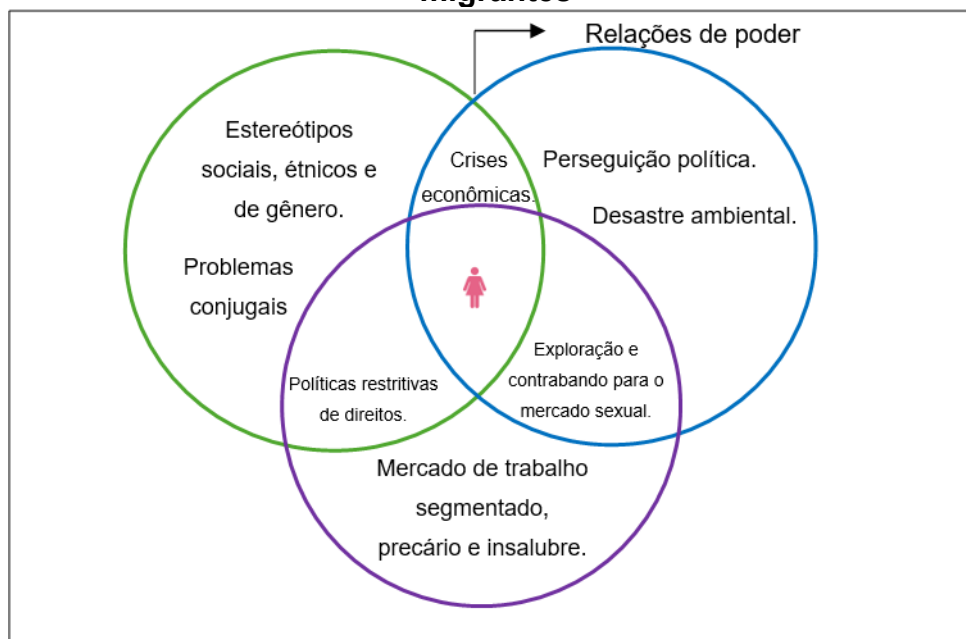 migrantes
Relações de poder
Estereótipos
sociais, étnicos e
de gênero.
Problemas
conjugais
Crises
econômicas.
Perseguição política.
Desastre ambiental.
Políticas restritivas
de direitos.
Exploração e
contrabando para o
mercado sexual.
Mercado de trabalho
segmentado,
precário e insalubre.